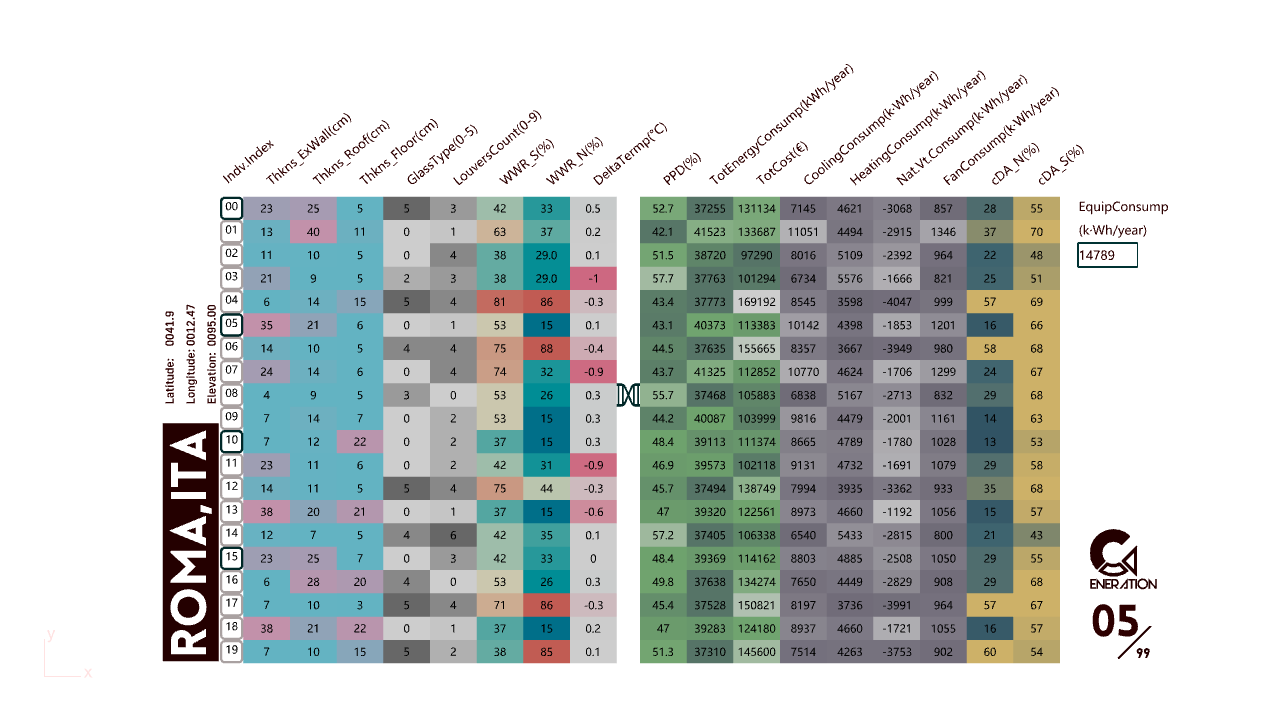 Indv.Index Thkns_ExWall(cm) Thkns_Roof(cm) Thkns_Floor(cm) GlassType(0-5) LouversCount(0-9) WWR_S(%) WWR_N(%) DeltaTermp(°C) PPD(%) TotEnergyConsump(kWh/year) TotCost(€) CoolingConsump(k·Wh/year) HeatingConsump(k·Wh/year) Nat.Vt.Consump(k·Wh/year) FanConsump(k·Wh/year) cDA_N(%) cDA_S(%)
00 23 25 5 5 3 42 33 0.5 52.7 37255 131134 7145 4621 -3068 857 28 55
01 13 40 11 0 1 63 37 0.2 42.1 41523 133687 11051 4494 -2915 1346 37 70
02 11 10 5 0 4 38 29.0 0.1 51.5 38720 97290 8016 5109 -2392 964 22 48
03 21 9 5 2 3 38 29.0 -1 57.7 37763 101294 6734 5576 -1666 821 25 51
04 6 14 15 5 4 81 86 -0.3 43.4 37773 169192 8545 3598 -4047 999 57 69
05 35 21 6 0 1 53 15 0.1 43.1 40373 113383 10142 4398 -1853 1201 16 66
06 14 10 5 4 4 75 88 -0.4 44.5 37635 155665 8357 3667 -3949 980 58 68
07 24 14 6 0 4 74 32 -0.9 43.7 41325 112852 10770 4624 -1706 1299 24 67
08 4 9 5 3 0 53 26 0.3 55.7 37468 105883 6838 5167 -2713 832 29 68
09 7 14 7 0 2 53 15 0.3 44.2 40087 103999 9816 4479 -2001 1161 14 63
10 7 12 22 0 2 37 15 0.3 48.4 39113 111374 8665 4789 -1780 1028 13 53
11 23 11 6 0 2 42 31 -0.9 46.9 39573 102118 9131 4732 -1691 1079 29 58
12 14 11 5 5 4 75 44 -0.3 45.7 37494 138749 7994 3935 -3362 933 35 68
13 38 20 21 0 1 37 15 -0.6 47 39320 122561 8973 4660 -1192 1056 15 57
14 12 7 5 4 6 42 35 0.1 57.2 37405 106338 6540 5433 -2815 800 21 43
15 23 25 7 0 3 42 33 0 48.4 39369 114162 8803 4885 -2508 1050 29 55
16 6 28 20 4 0 53 26 0.3 49.8 37638 134274 7650 4449 -2829 908 29 68
17 7 10 3 5 4 71 86 -0.3 45.4 37528 150821 8197 3736 -3991 964 57 67
18 38 21 22 0 1 37 15 0.2 47 39283 124180 8937 4660 -1721 1055 16 57
19 7 10 15 5 2 38 85 0.1 51.3 37310 145600 7514 4263 -3753 902 60 54
EquipConsump
(k·Wh/year)
14789
Latitude: 0041.9
Longitude: 0012.47
Elevation: 0095.00
ROMA,ITA
GENERATION
05/99
y
x